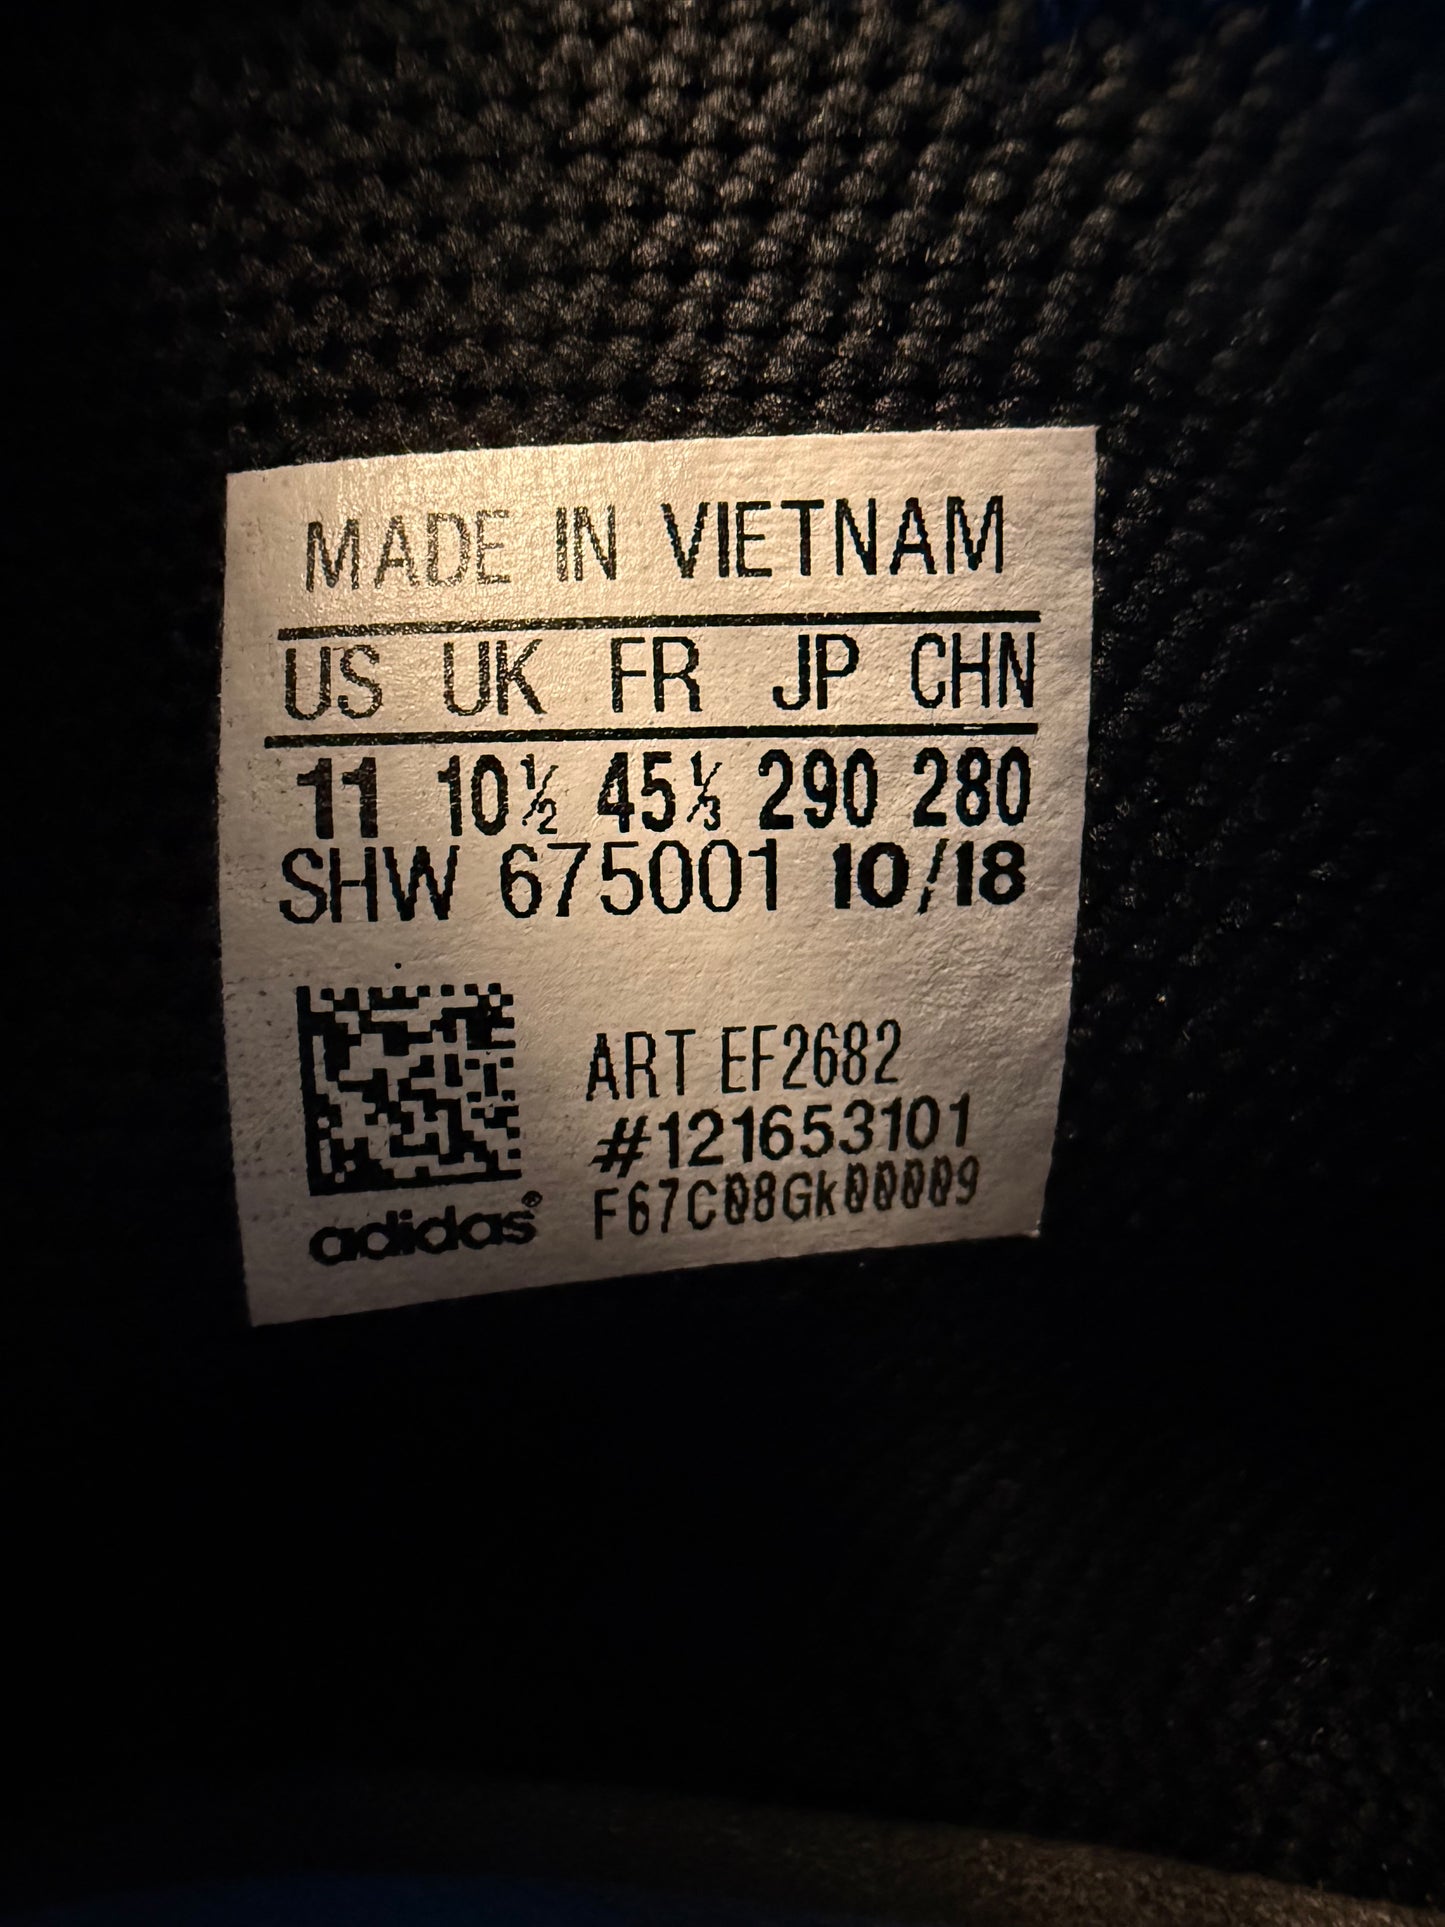 MADE IN VIETNAM
US UK FR JP CHN
11 10½ 45⅓ 290 280
SHW 675001 10/18
ART EF2682
#121653101
F67C08Gk00009
adidas®